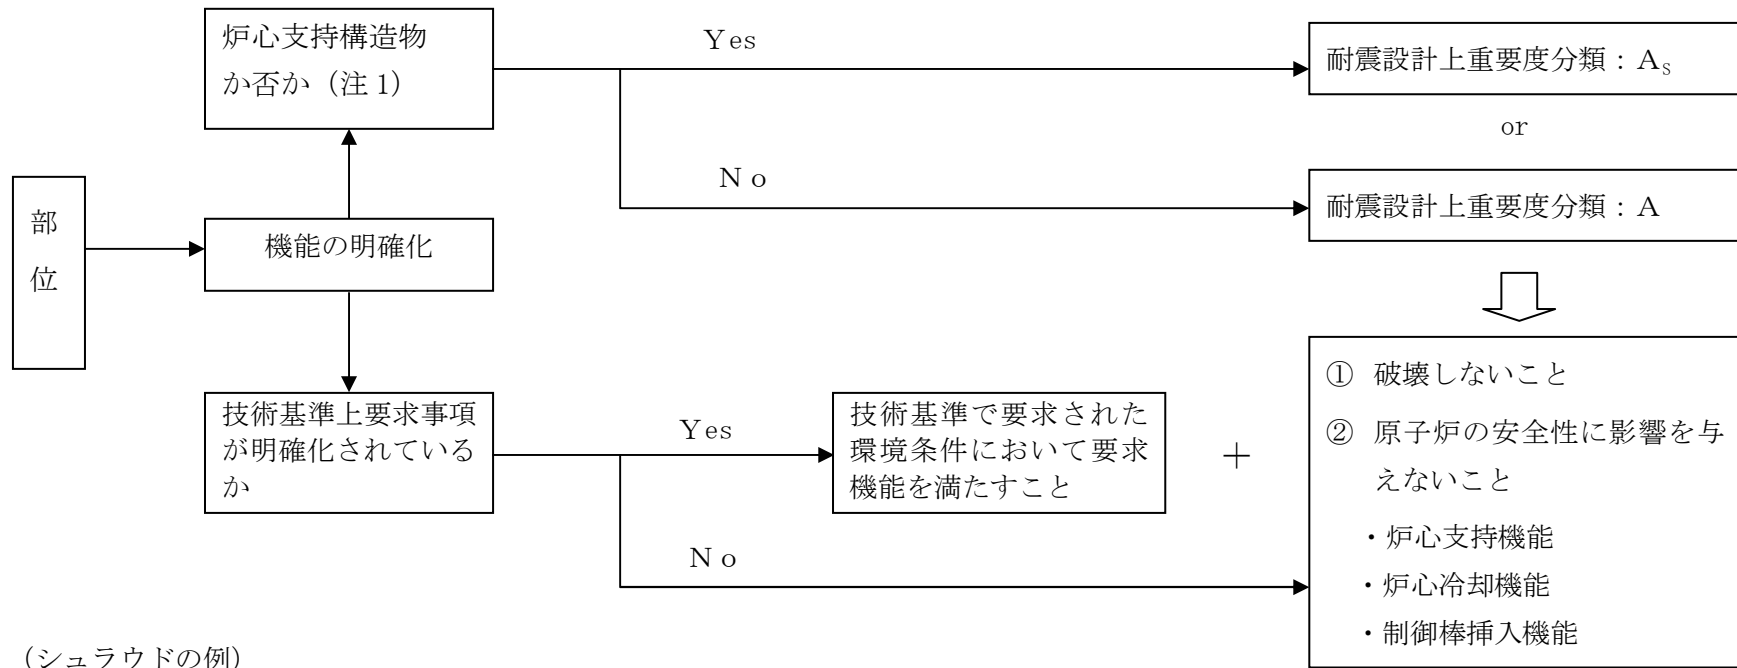 炉心支持構造物
か否か（注1）
Yes
耐震設計上重要度分類：As
or
No
耐震設計上重要度分類：A
部
位
機能の明確化
技術基準上要求事項
が明確化されている
か
Yes
技術基準で要求された
環境条件において要求
機能を満たすこと
＋
No
① 破壊しないこと
② 原子炉の安全性に影響を与
えないこと
・炉心支持機能
・炉心冷却機能
・制御棒挿入機能
（シュラウドの例）